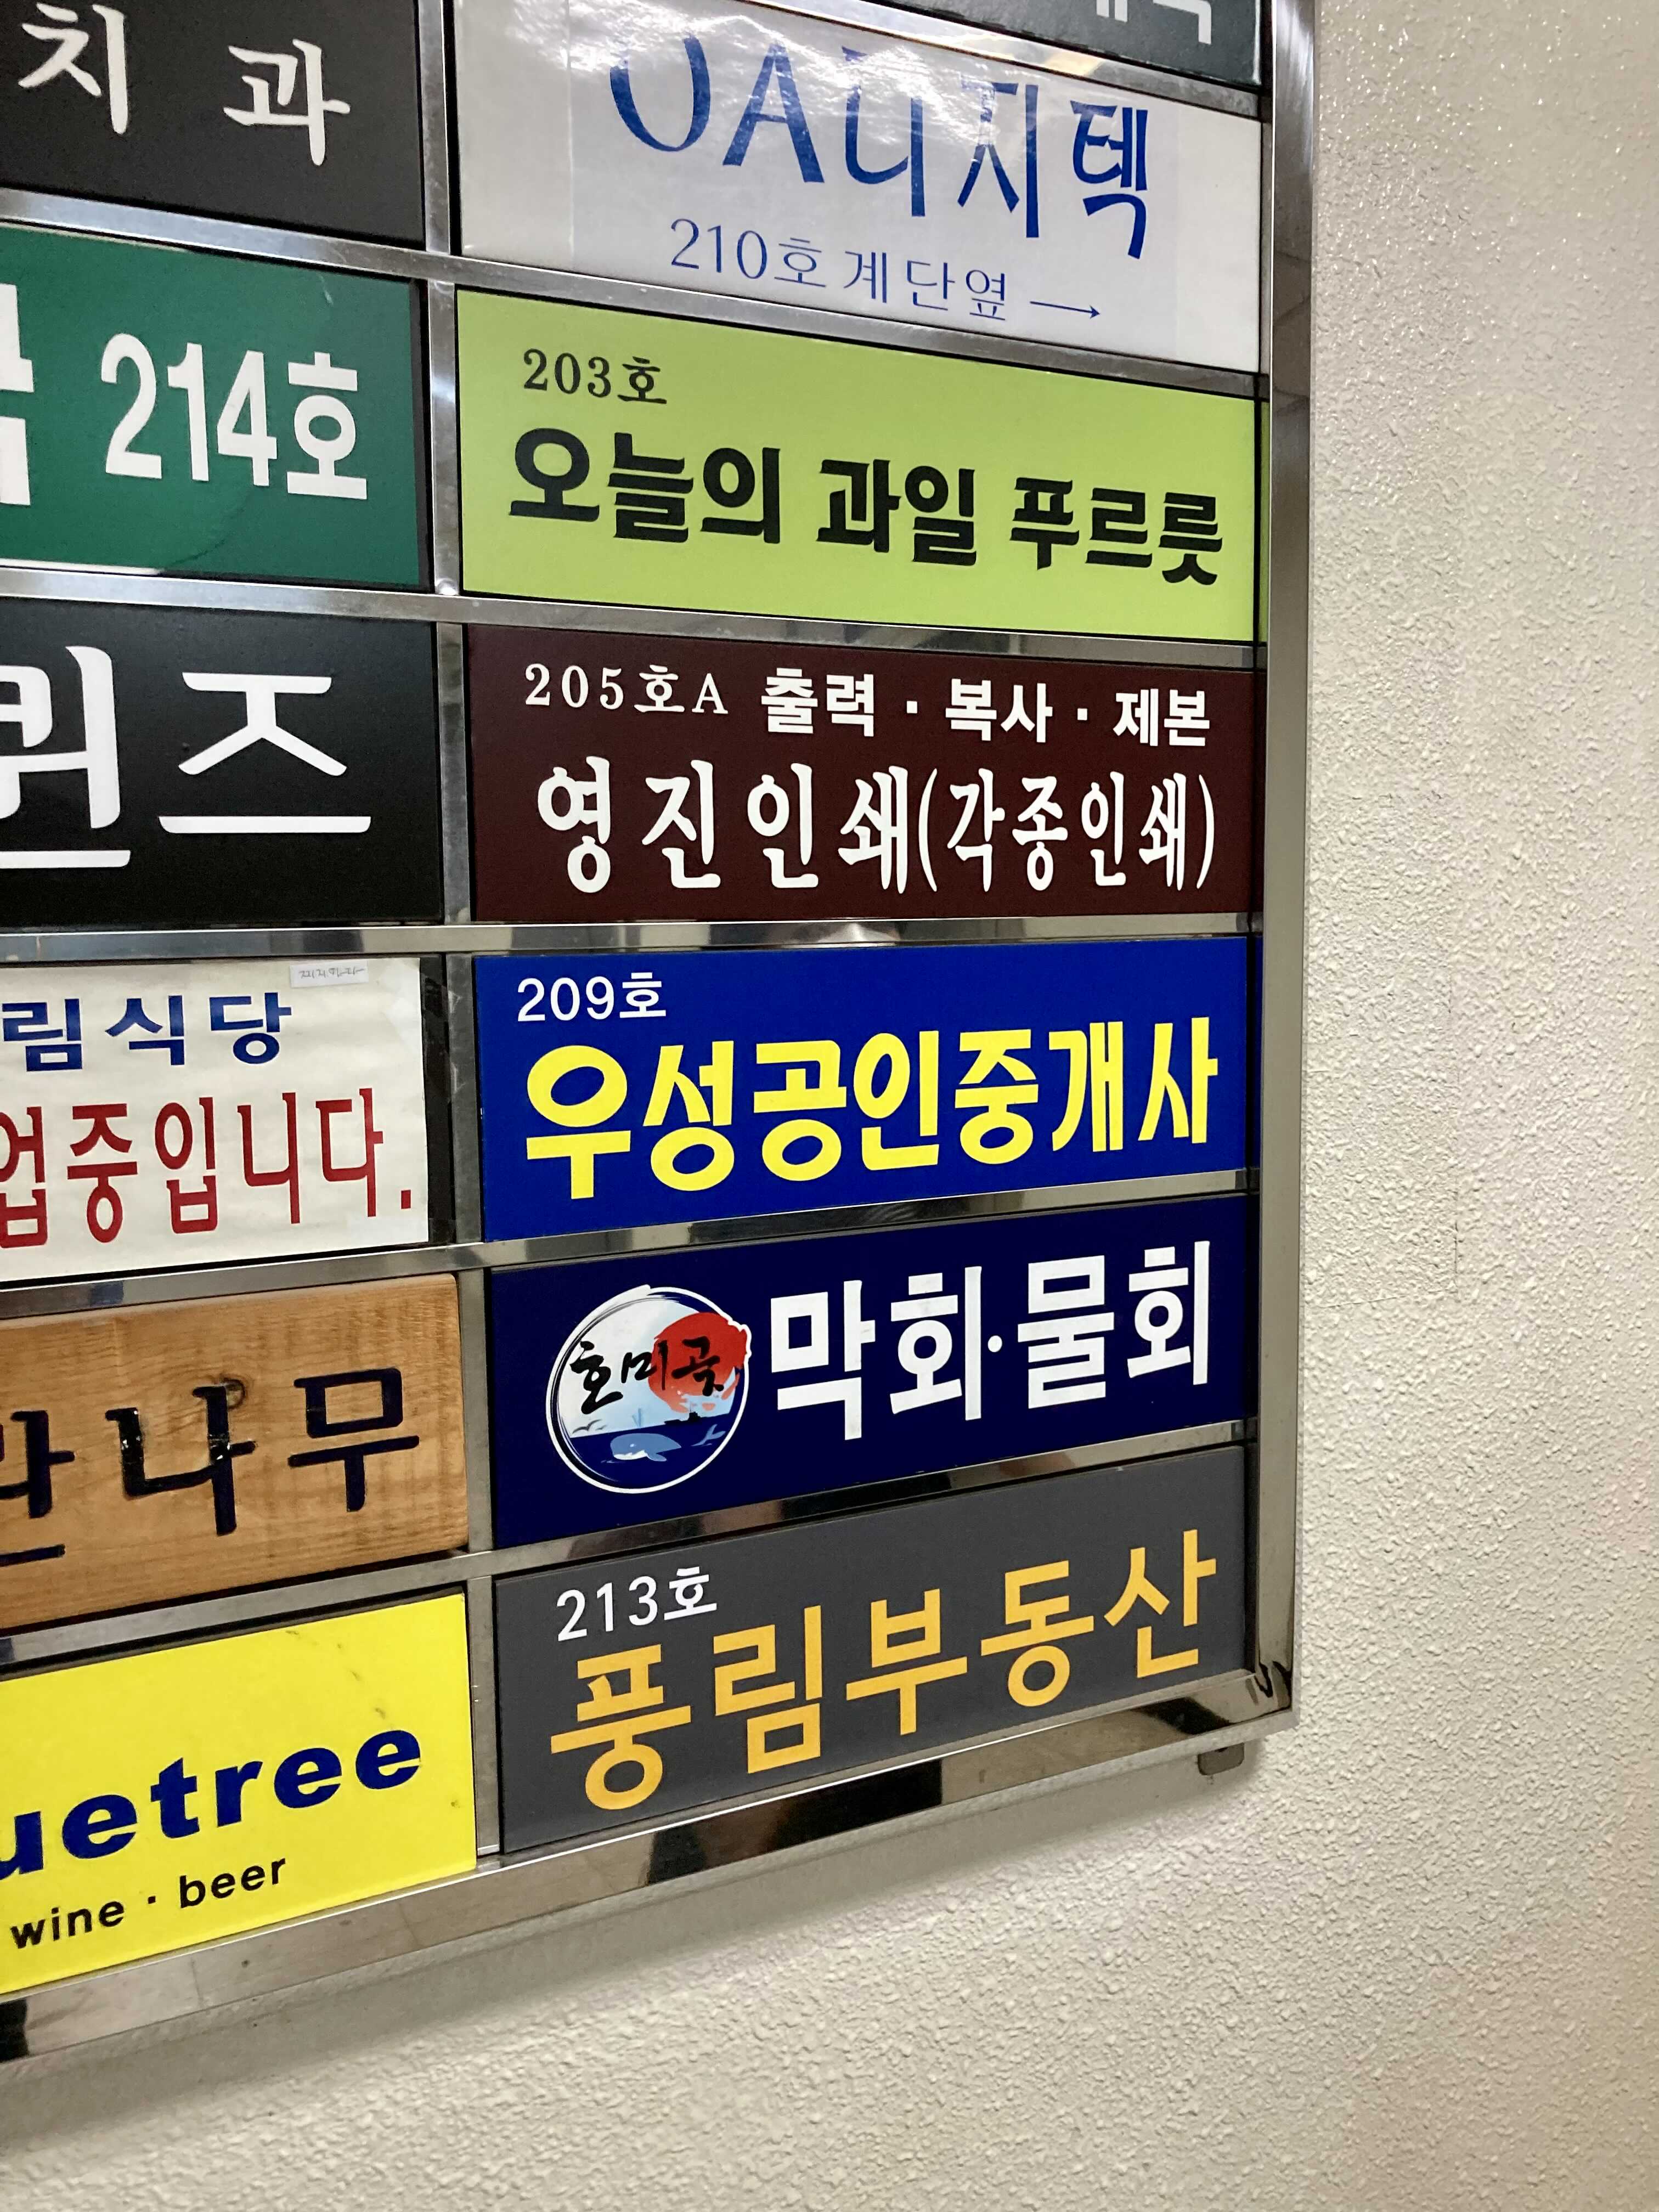 치과
OA디지텍
210호 계단옆 →
214호
203호
오늘의 과일 푸르릇
퀸즈
205호A 출력 · 복사 · 제본
영진인쇄(각종인쇄)
림식당
업중입니다.
209호
우성공인중개사
호미곶
막회·물회
나무
213호
풍림부동산
uetree
wine · beer